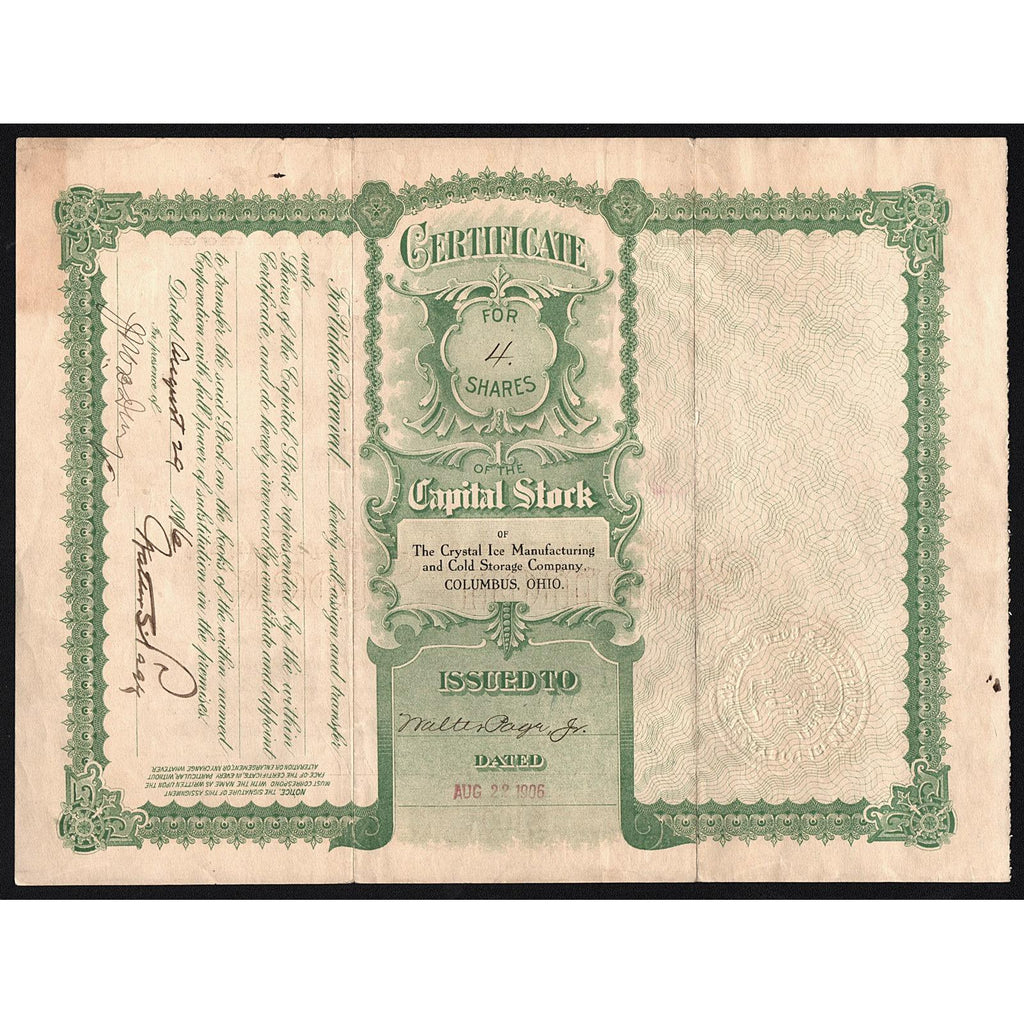 CERTIFICATE
FOR
4.
SHARES
OF THE
Capital Stock
OF
The Crystal Ice Manufacturing
and Cold Storage Company,
COLUMBUS, OHIO.
ISSUED TO
Walter Page, Jr.
DATED
AUG 22 1906
For Value Received hereby sell, assign and transfer
unto
Shares of the Capital Stock represented by the within
Certificate, and do hereby irrevocably constitute and appoint
to transfer the said Stock on the books of the within named
Corporation with full power of substitution in the premises.
Dated August 29 1906
In presence of
NOTICE. THE SIGNATURE OF THIS ASSIGNMENT
MUST CORRESPOND WITH THE NAME AS WRITTEN UPON THE
FACE OF THE CERTIFICATE, IN EVERY PARTICULAR, WITHOUT
ALTERATION OR ENLARGEMENT, OR ANY CHANGE WHATEVER.